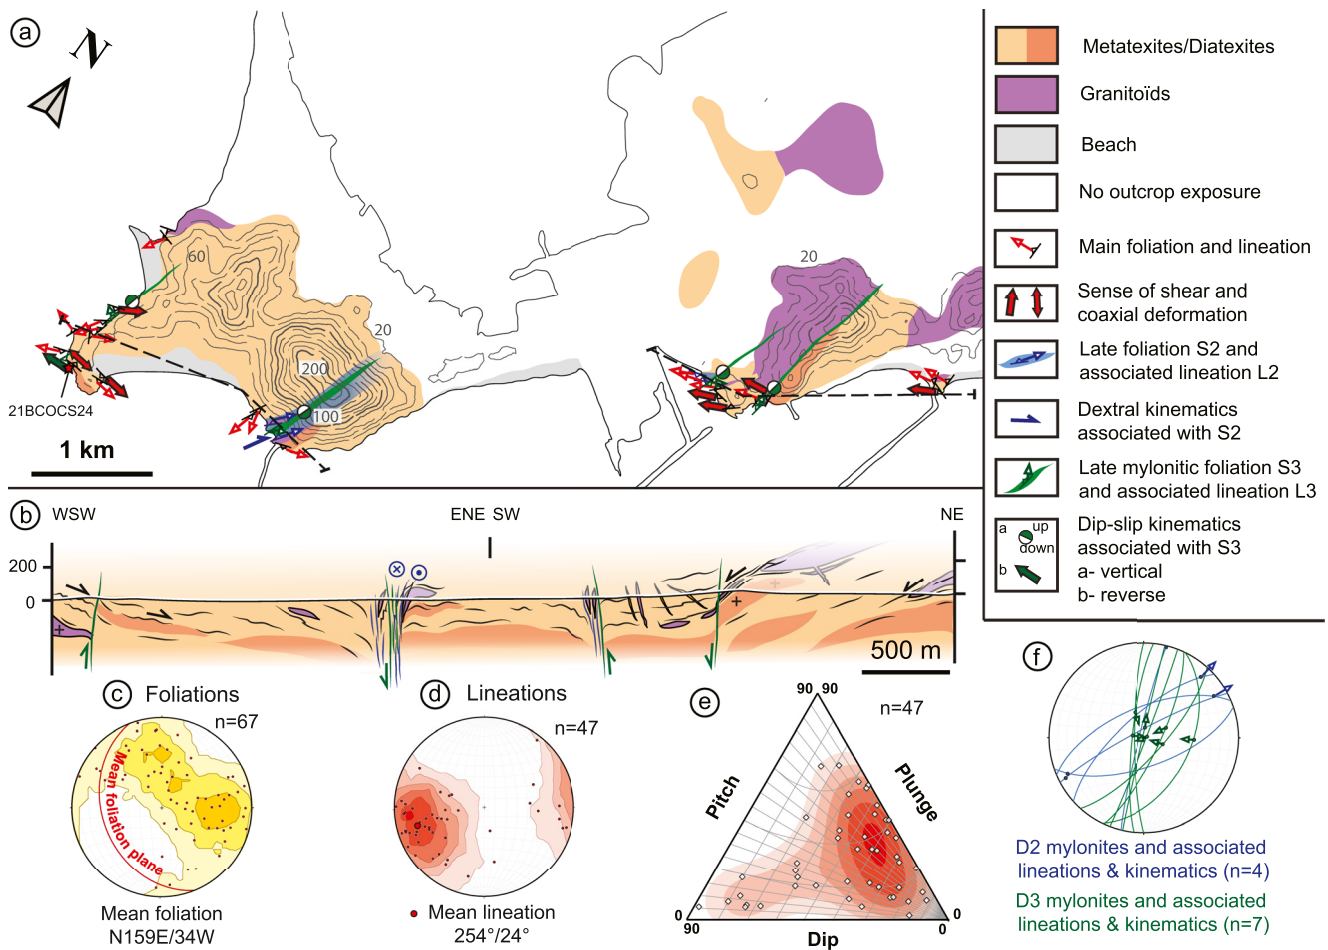 a
N
60
20
200
100
21BCOCS24
1 km
20
Metatexites/Diatexites
Granitoïds
Beach
No outcrop exposure
Main foliation and lineation
Sense of shear and
coaxial deformation
Late foliation S2 and
associated lineation L2
Dextral kinematics
associated with S2
Late mylonitic foliation S3
and associated lineation L3
a up
down
b
Dip-slip kinematics
associated with S3
a- vertical
b- reverse
b WSW ENE SW NE
200
0
500 m
c Foliations
n=67
Mean foliation plane
Mean foliation
N159E/34W
d Lineations
n=47
Mean lineation
254°/24°
e
90 90
n=47
Pitch
Plunge
0 0
90 Dip
f
D2 mylonites and associated
lineations & kinematics (n=4)
D3 mylonites and associated
lineations & kinematics (n=7)